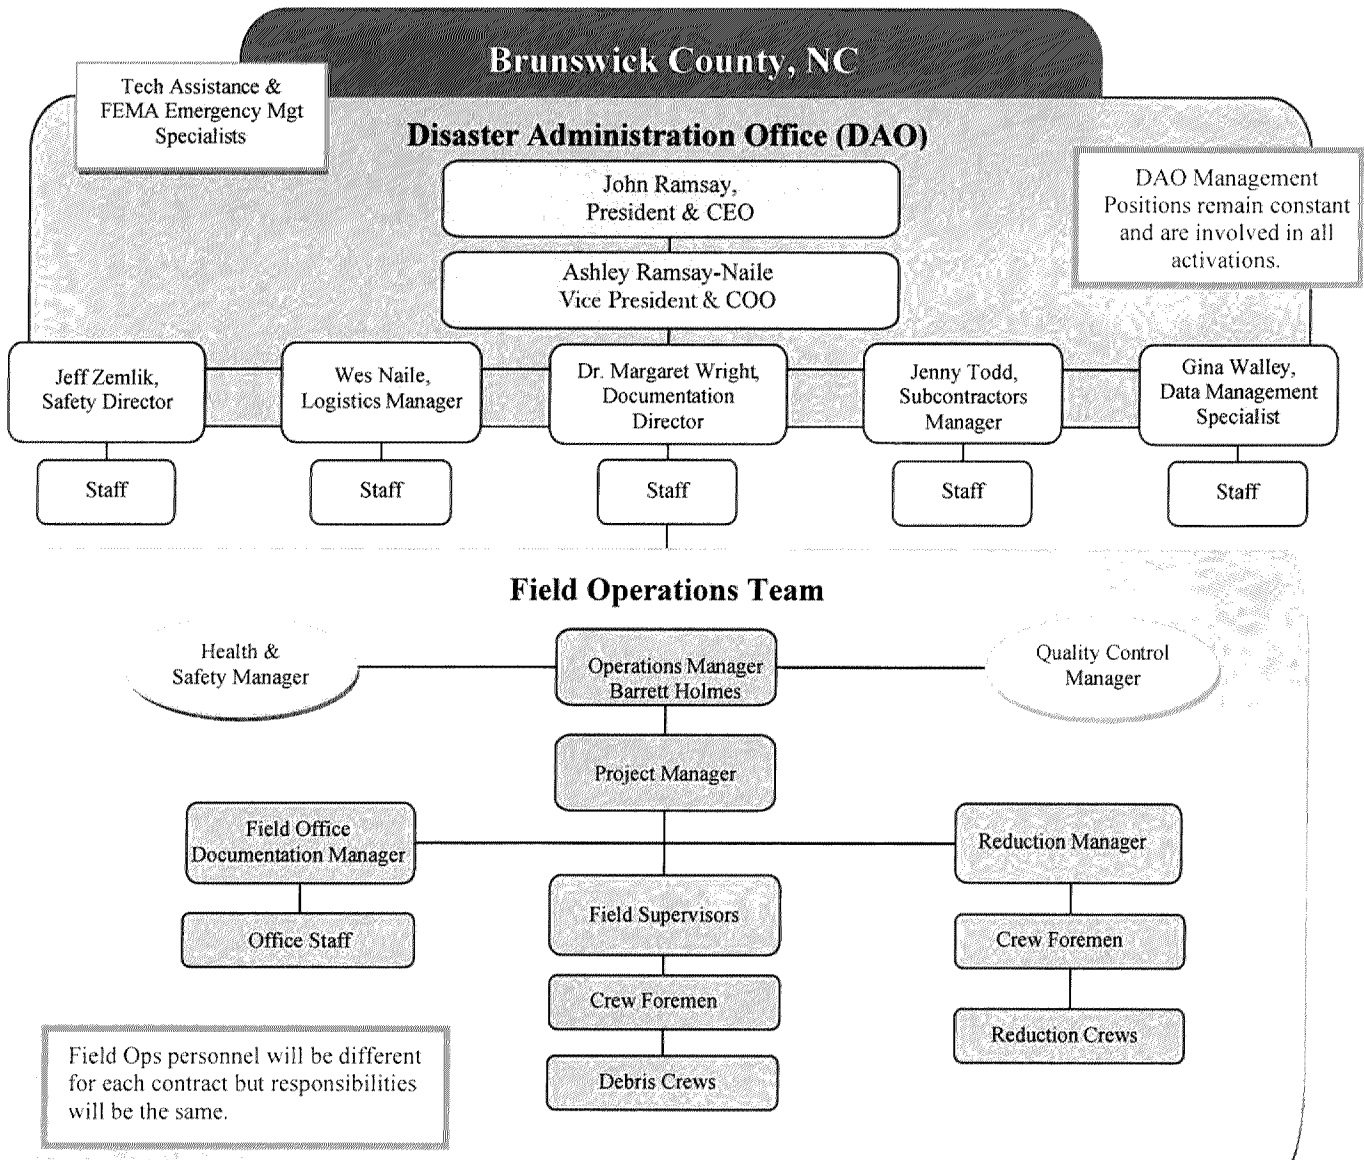 Brunswick County, NC
Tech Assistance &
FEMA Emergency Mgt
Specialists
Disaster Administration Office (DAO)
John Ramsay,
President & CEO
DAO Management
Positions remain constant
and are involved in all
activations.
Ashley Ramsay-Naile
Vice President & COO
Jeff Zemlik,
Safety Director
Wes Naile,
Logistics Manager
Dr. Margaret Wright,
Documentation
Director
Jenny Todd,
Subcontractors
Manager
Gina Walley,
Data Management
Specialist
Staff
Staff
Staff
Staff
Staff
Field Operations Team
Health &
Safety Manager
Operations Manager
Barrett Holmes
Quality Control
Manager
Project Manager
Field Office
Documentation Manager
Reduction Manager
Office Staff
Field Supervisors
Crew Foremen
Crew Foremen
Reduction Crews
Debris Crews
Field Ops personnel will be different
for each contract but responsibilities
will be the same.